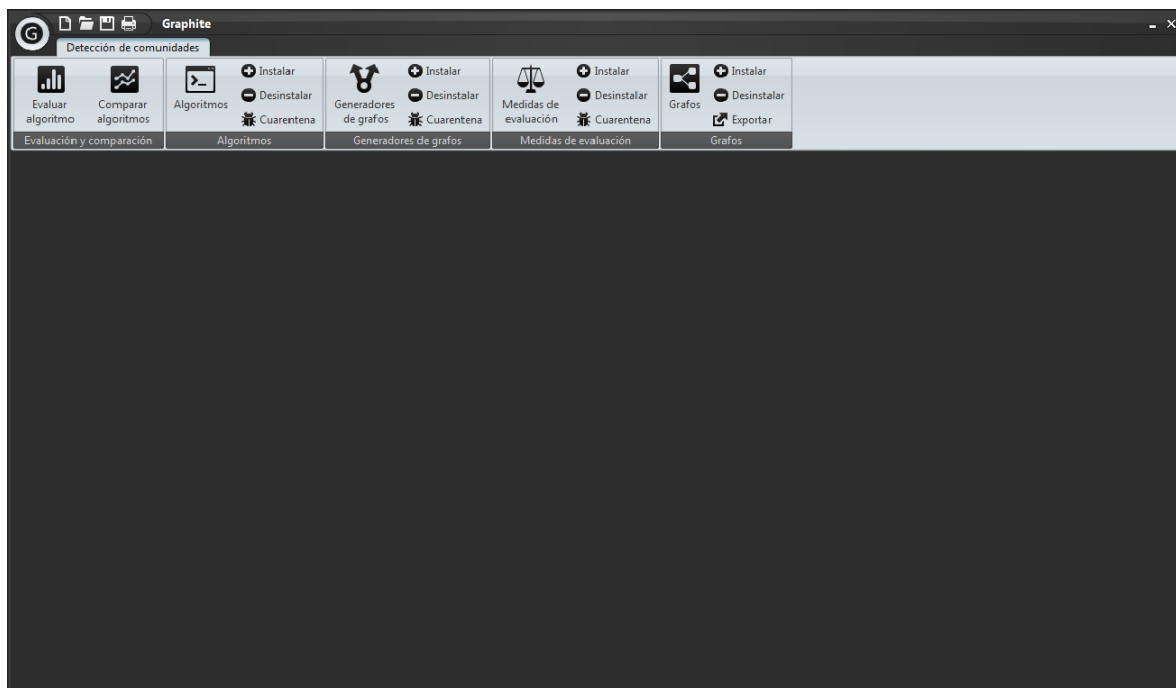 G
Graphite
Detección de comunidades
Evaluar algoritmo
Comparar algoritmos
Evaluación y comparación
Algoritmos
Instalar
Desinstalar
Cuarentena
Algoritmos
Generadores de grafos
Instalar
Desinstalar
Cuarentena
Generadores de grafos
Medidas de evaluación
Instalar
Desinstalar
Cuarentena
Medidas de evaluación
Grafos
Instalar
Desinstalar
Exportar
Grafos